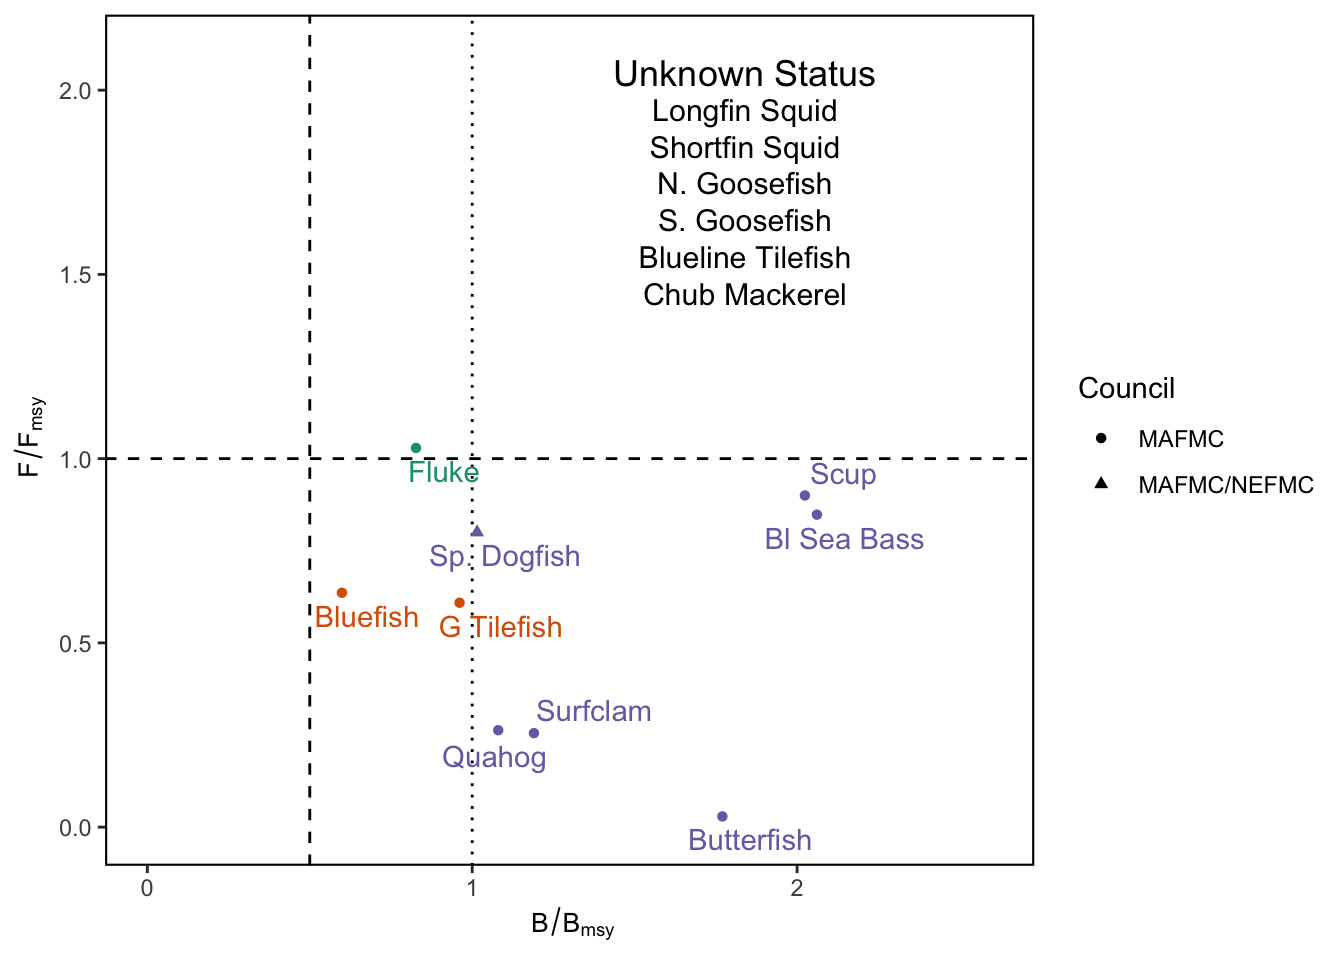 Unknown Status
Longfin Squid
Shortfin Squid
N. Goosefish
S. Goosefish
Blueline Tilefish
Chub Mackerel
2.0
1.5
1.0
0.5
0.0
F/Fmsy
Fluke
Scup
Bl Sea Bass
Sp. Dogfish
Bluefish
G Tilefish
Surfclam
Quahog
Butterfish
0 1 2
B/Bmsy
Council
MAFMC
MAFMC/NEFMC